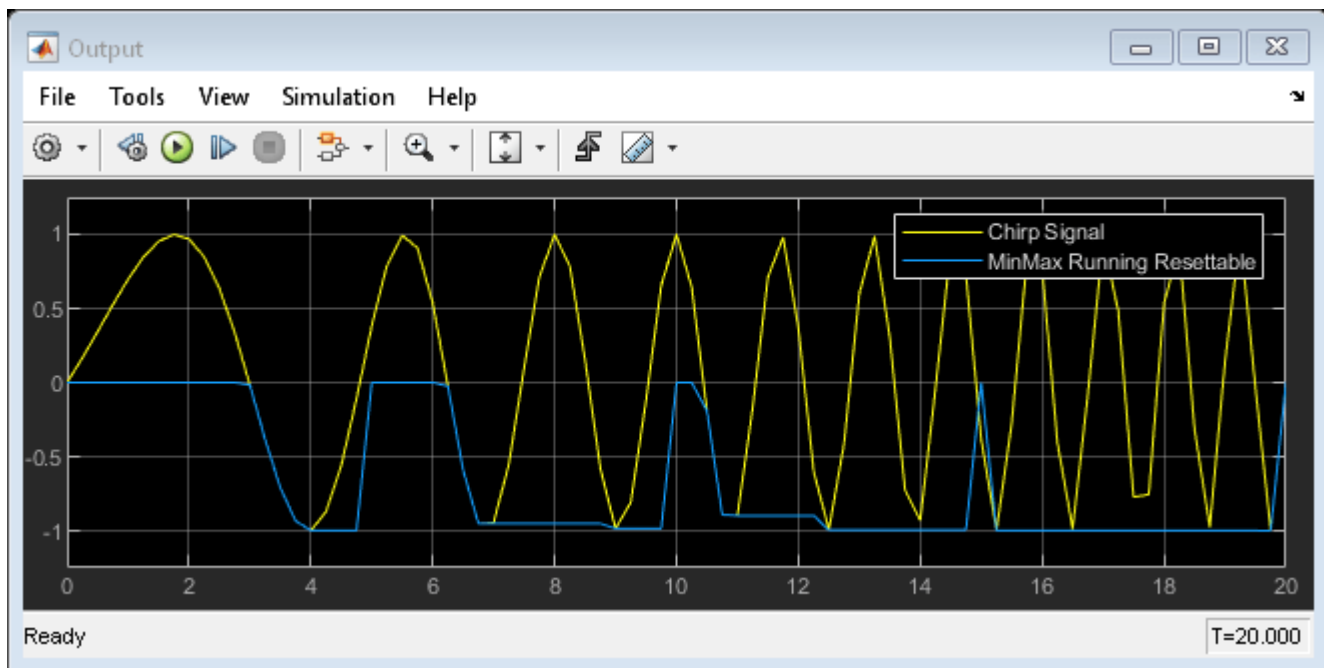 Output
File Tools View Simulation Help
Chirp Signal
MinMax Running Resettable
1
0.5
0
-0.5
-1
0 2 4 6 8 10 12 14 16 18 20
Ready T=20.000